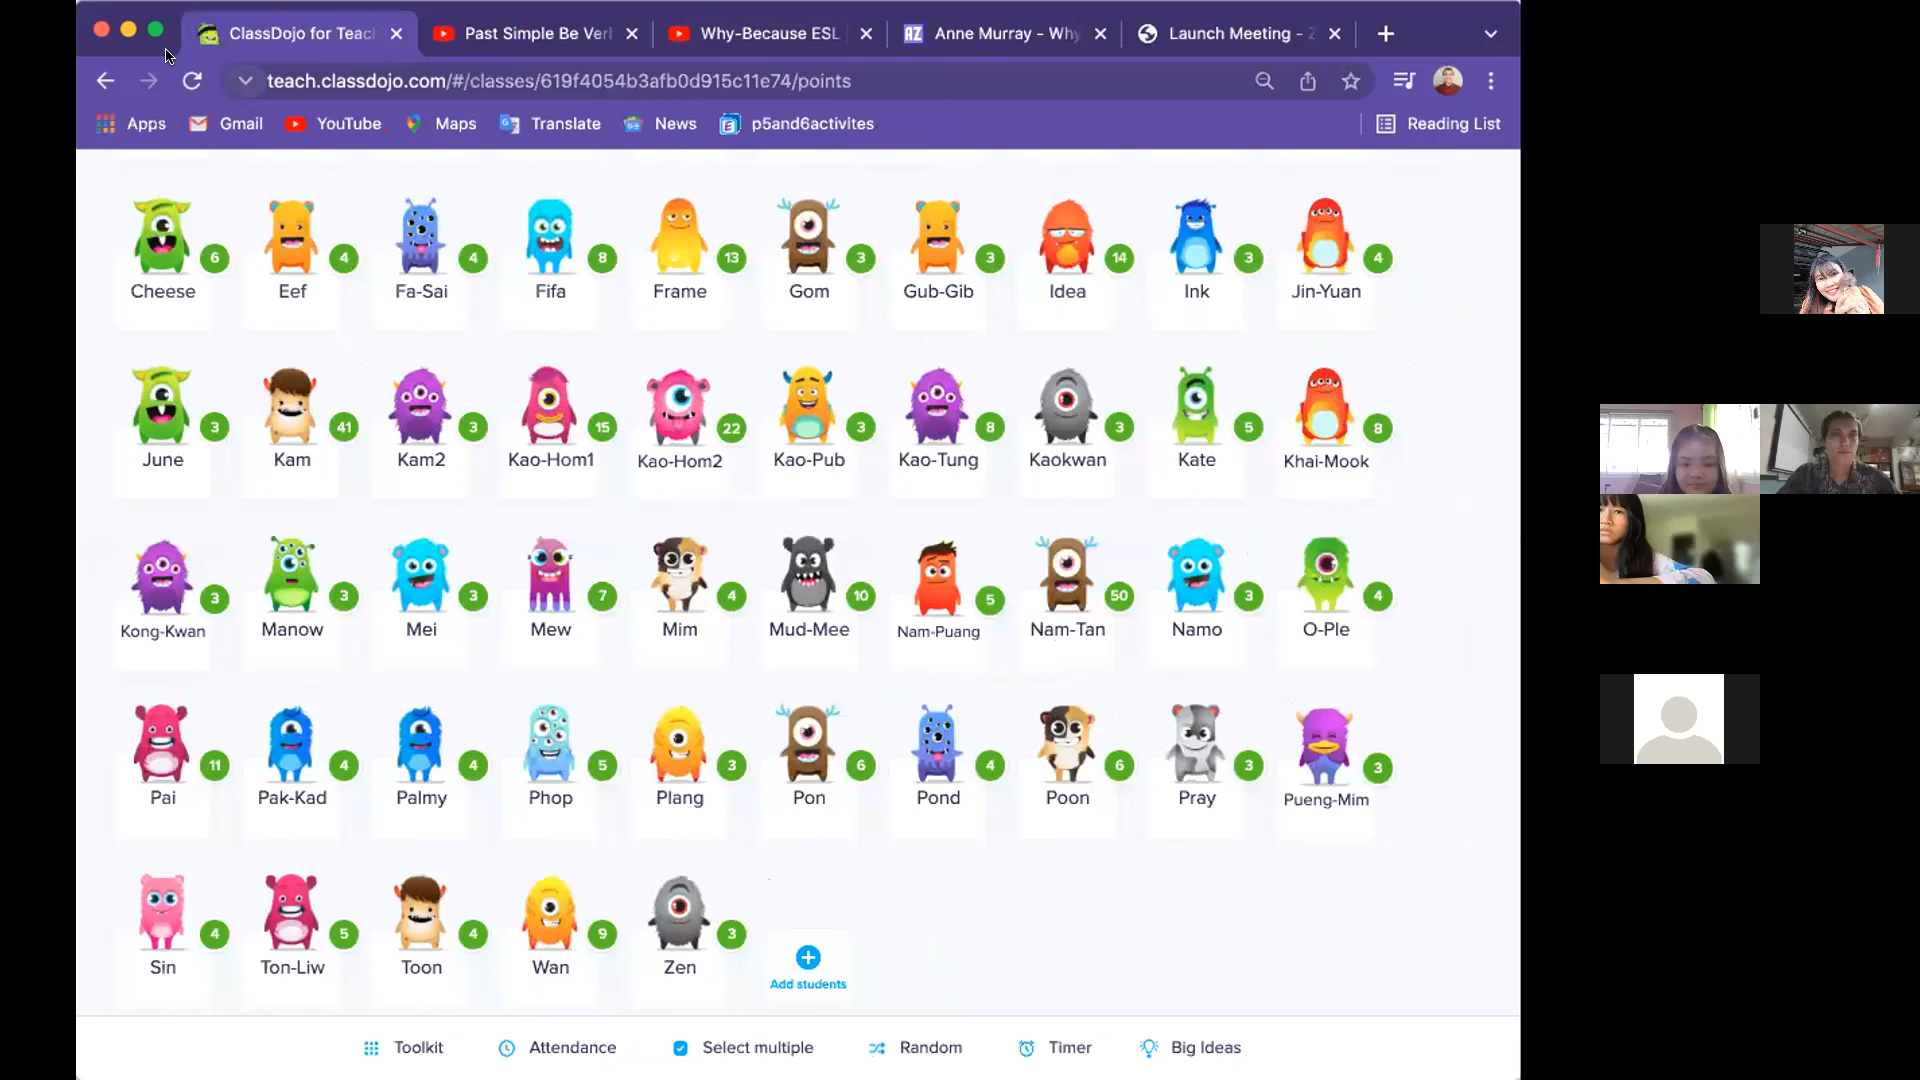 ClassDojo for Teac
Past Simple Be Ver
Why-Because ESL
AZ Anne Murray - Why
Launch Meeting - Z
teach.classdojo.com/#/classes/619f4054b3afb0d915c11e74/points
Apps Gmail YouTube Maps Translate News p5and6activites Reading List
6 4 4 8 13 3 3 14 3 4
Cheese Eef Fa-Sai Fifa Frame Gom Gub-Gib Idea Ink Jin-Yuan
3 41 3 15 22 3 8 3 5 8
June Kam Kam2 Kao-Hom1 Kao-Hom2 Kao-Pub Kao-Tung Kaokwan Kate Khai-Mook
3 3 3 7 4 10 5 50 3 4
Kong-Kwan Manow Mei Mew Mim Mud-Mee Nam-Puang Nam-Tan Namo O-Ple
11 4 4 5 3 6 4 6 3 3
Pai Pak-Kad Palmy Phop Plang Pon Pond Poon Pray Pueng-Mim
4 5 4 9 3
Sin Ton-Liw Toon Wan Zen Add students
Toolkit Attendance Select multiple Random Timer Big Ideas